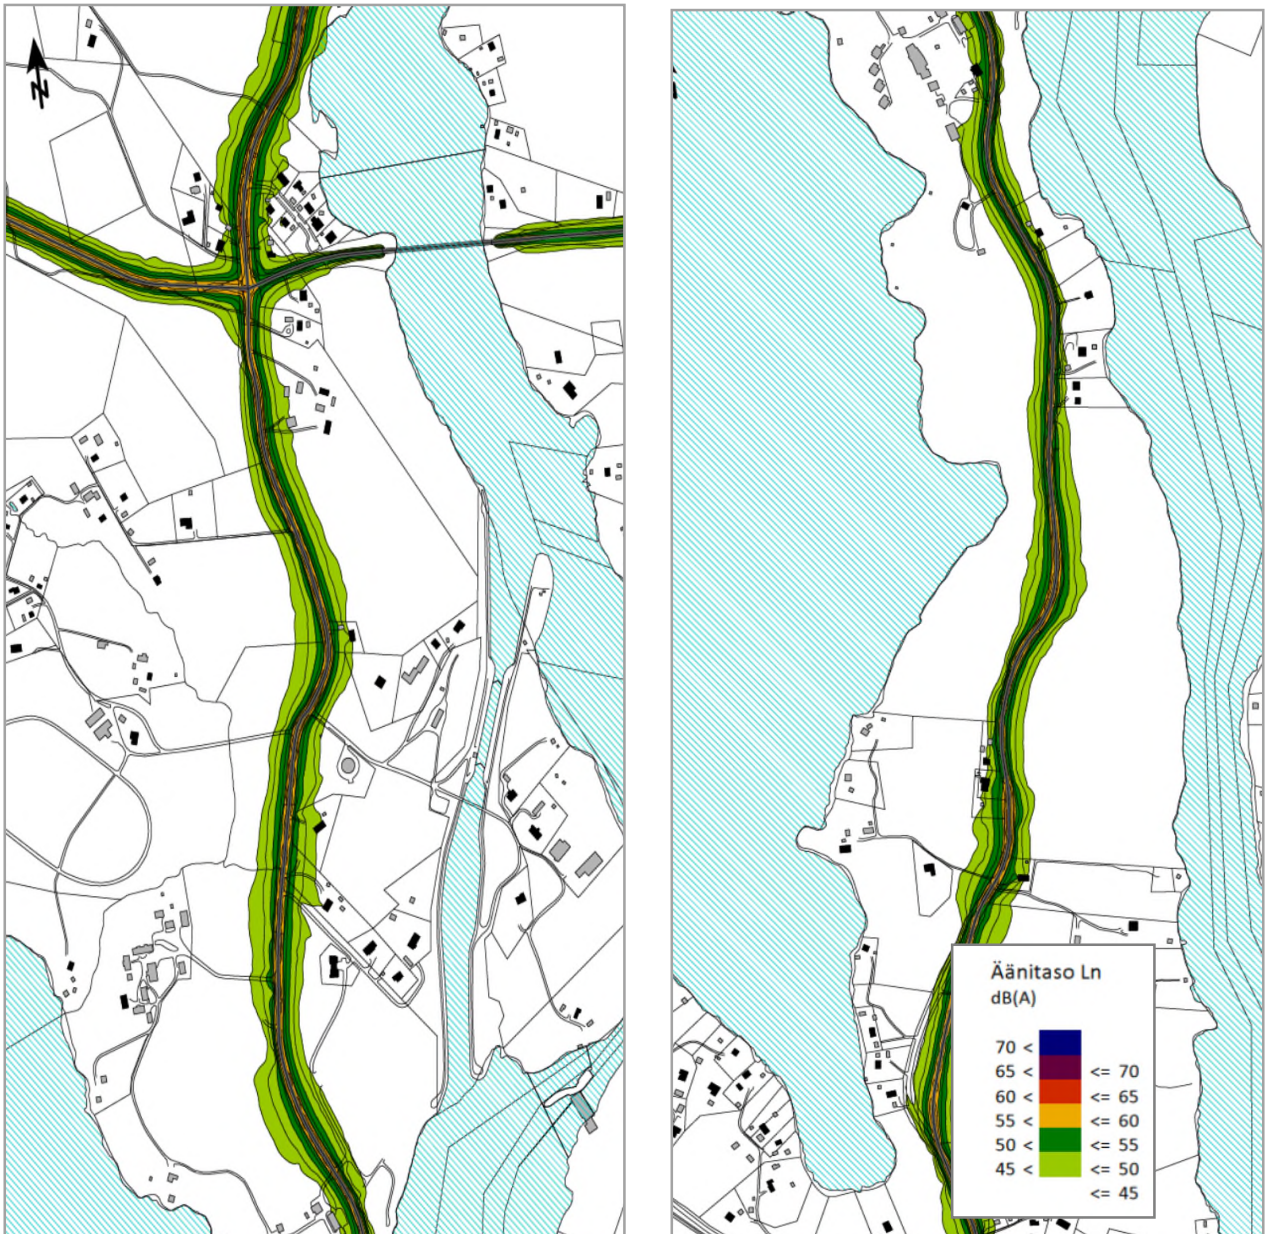 N
Äänitaso Ln
dB(A)
70 <
65 < <= 70
60 < <= 65
55 < <= 60
50 < <= 55
45 < <= 50
<= 45